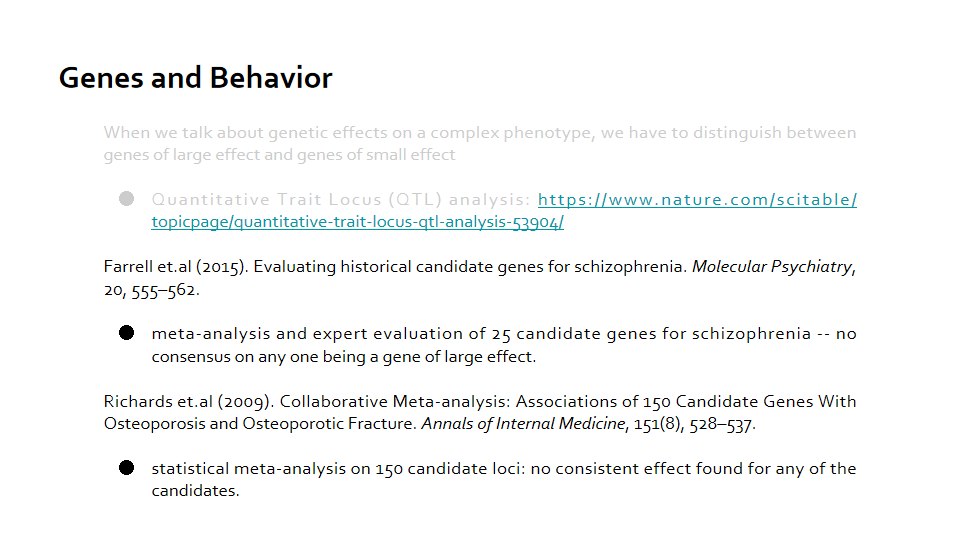 Genes and Behavior
When we talk about genetic effects on a complex phenotype, we have to distinguish between
genes of large effect and genes of small effect
● Quantitative Trait Locus (QTL) analysis: https://www.nature.com/scitable/
topicpage/quantitative-trait-locus-qtl-analysis-53904/
Farrell et.al (2015). Evaluating historical candidate genes for schizophrenia. Molecular Psychiatry,
20, 555–562.
● meta-analysis and expert evaluation of 25 candidate genes for schizophrenia -- no
consensus on any one being a gene of large effect.
Richards et.al (2009). Collaborative Meta-analysis: Associations of 150 Candidate Genes With
Osteoporosis and Osteoporotic Fracture. Annals of Internal Medicine, 151(8), 528–537.
● statistical meta-analysis on 150 candidate loci: no consistent effect found for any of the
candidates.